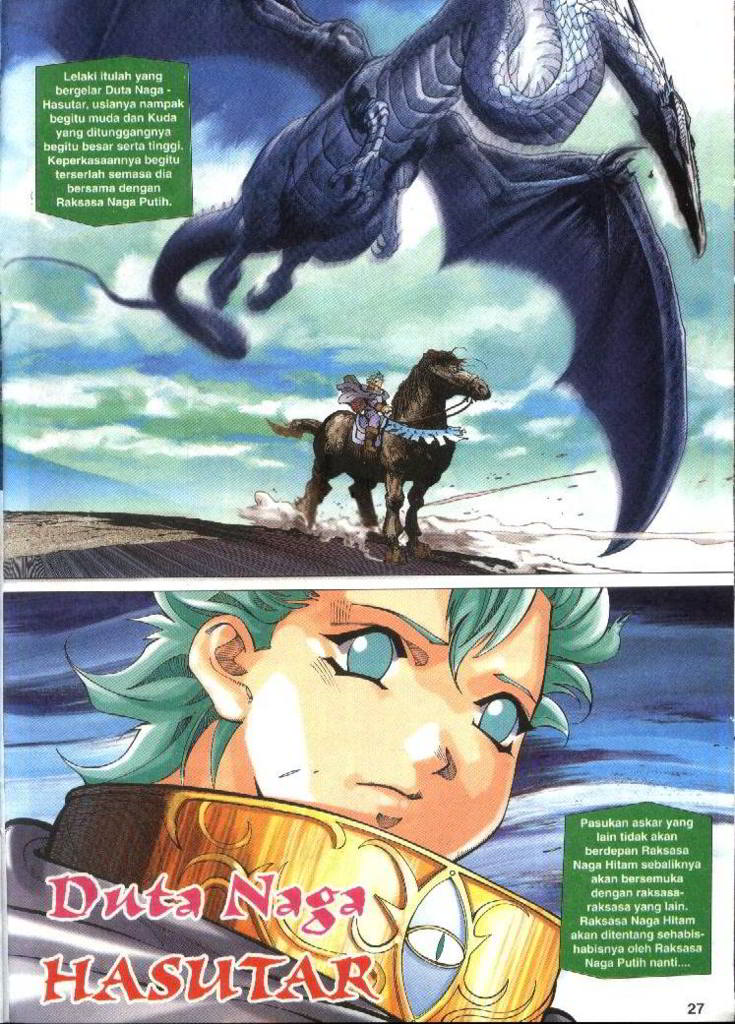 Lelaki itulah yang
bergelar Duta Naga -
Hasutar, usianya nampak
begitu muda dan Kuda
yang ditunggangnya
begitu besar serta tinggi.
Keperkasaannya begitu
terserlah semasa dia
bersama dengan
Raksasa Naga Putih.
Pasukan askar yang
lain tidak akan
berdepan Raksasa
Naga Hitam sebaliknya
akan bersemuka
dengan raksasa-
raksasa yang lain.
Raksasa Naga Hitam
akan ditentang sehabis-
habisnya oleh Raksasa
Naga Putih nanti....
Duta Naga
HASUTAR
27